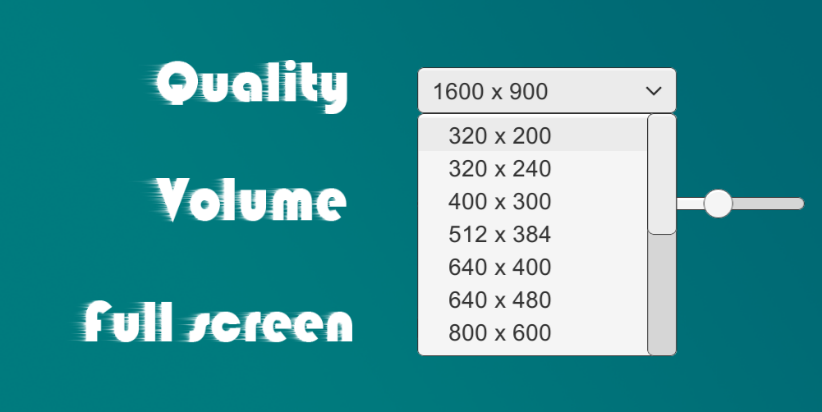 Quality
1600 x 900
320 x 200
320 x 240
400 x 300
Volume
512 x 384
640 x 400
640 x 480
Full screen
800 x 600